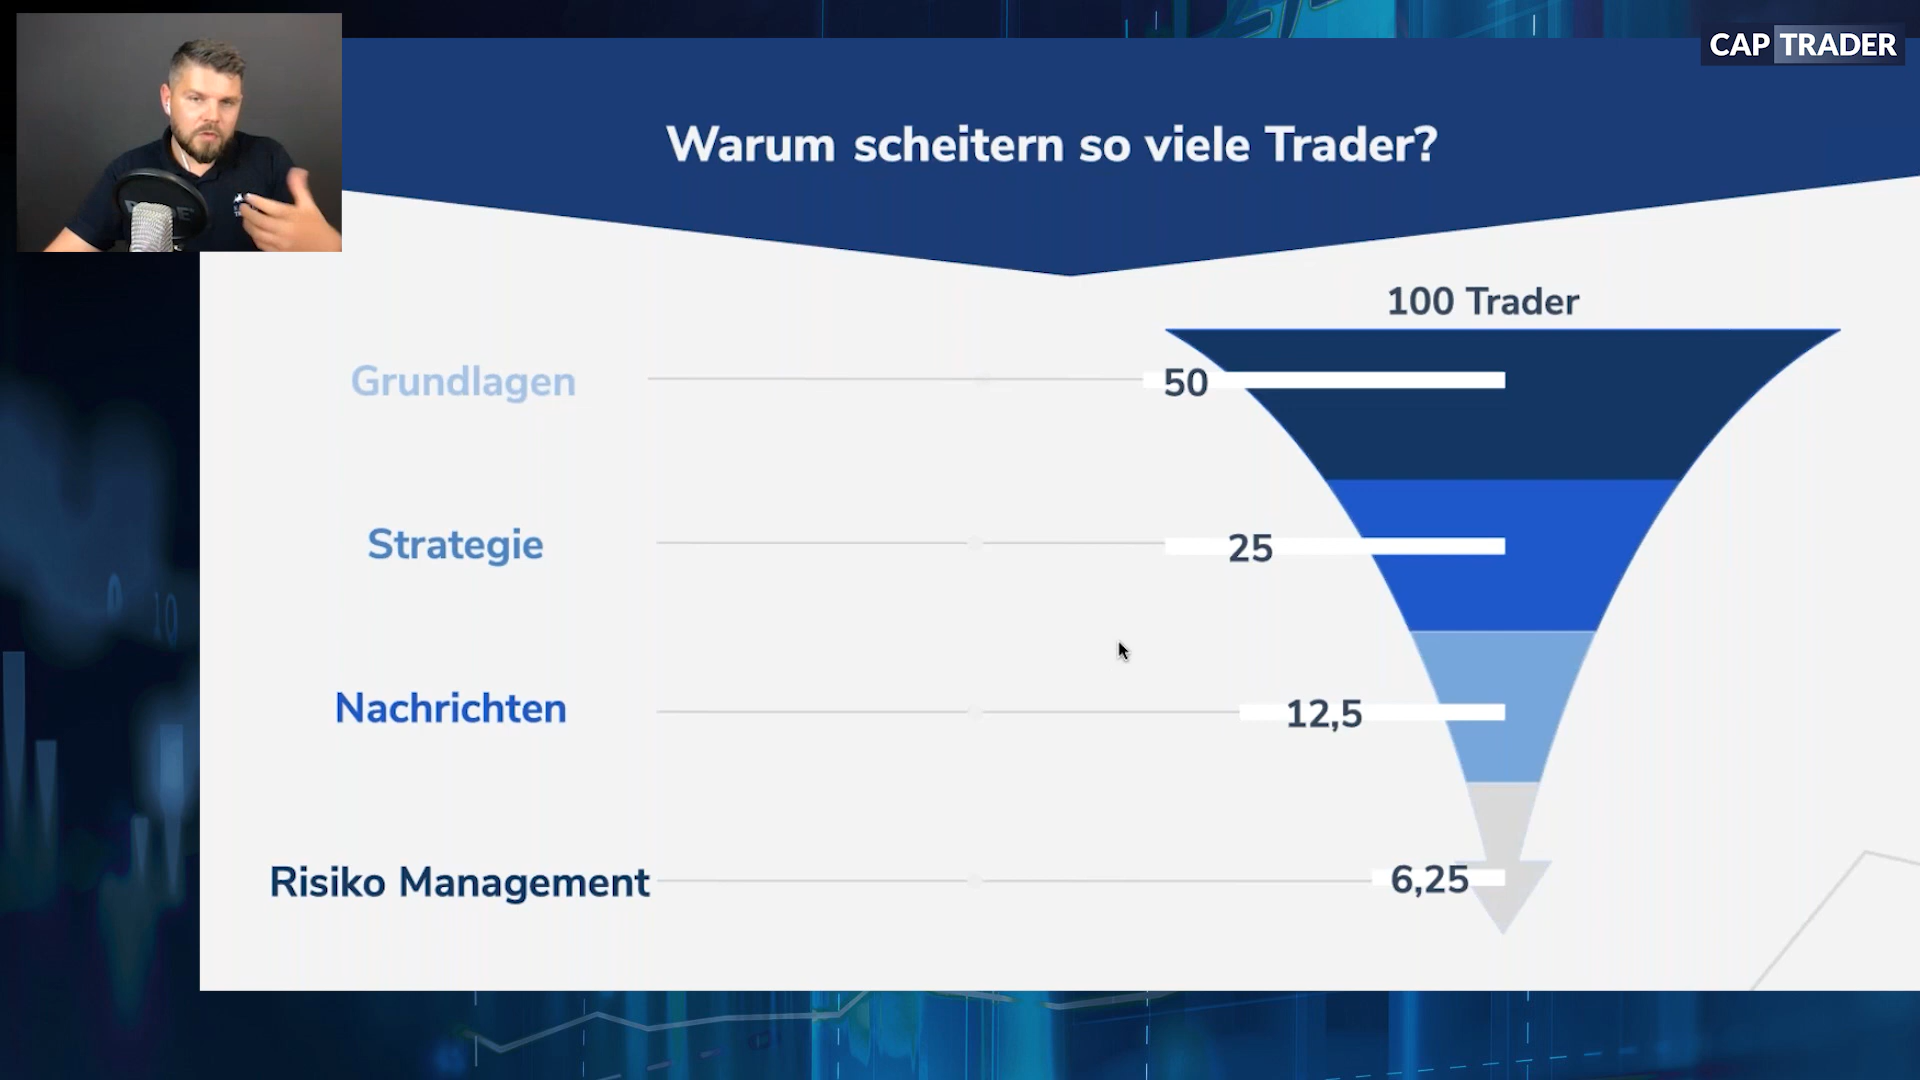 CAP TRADER
Warum scheitern so viele Trader?
100 Trader
Grundlagen 50
Strategie 25
Nachrichten 12,5
Risiko Management 6,25